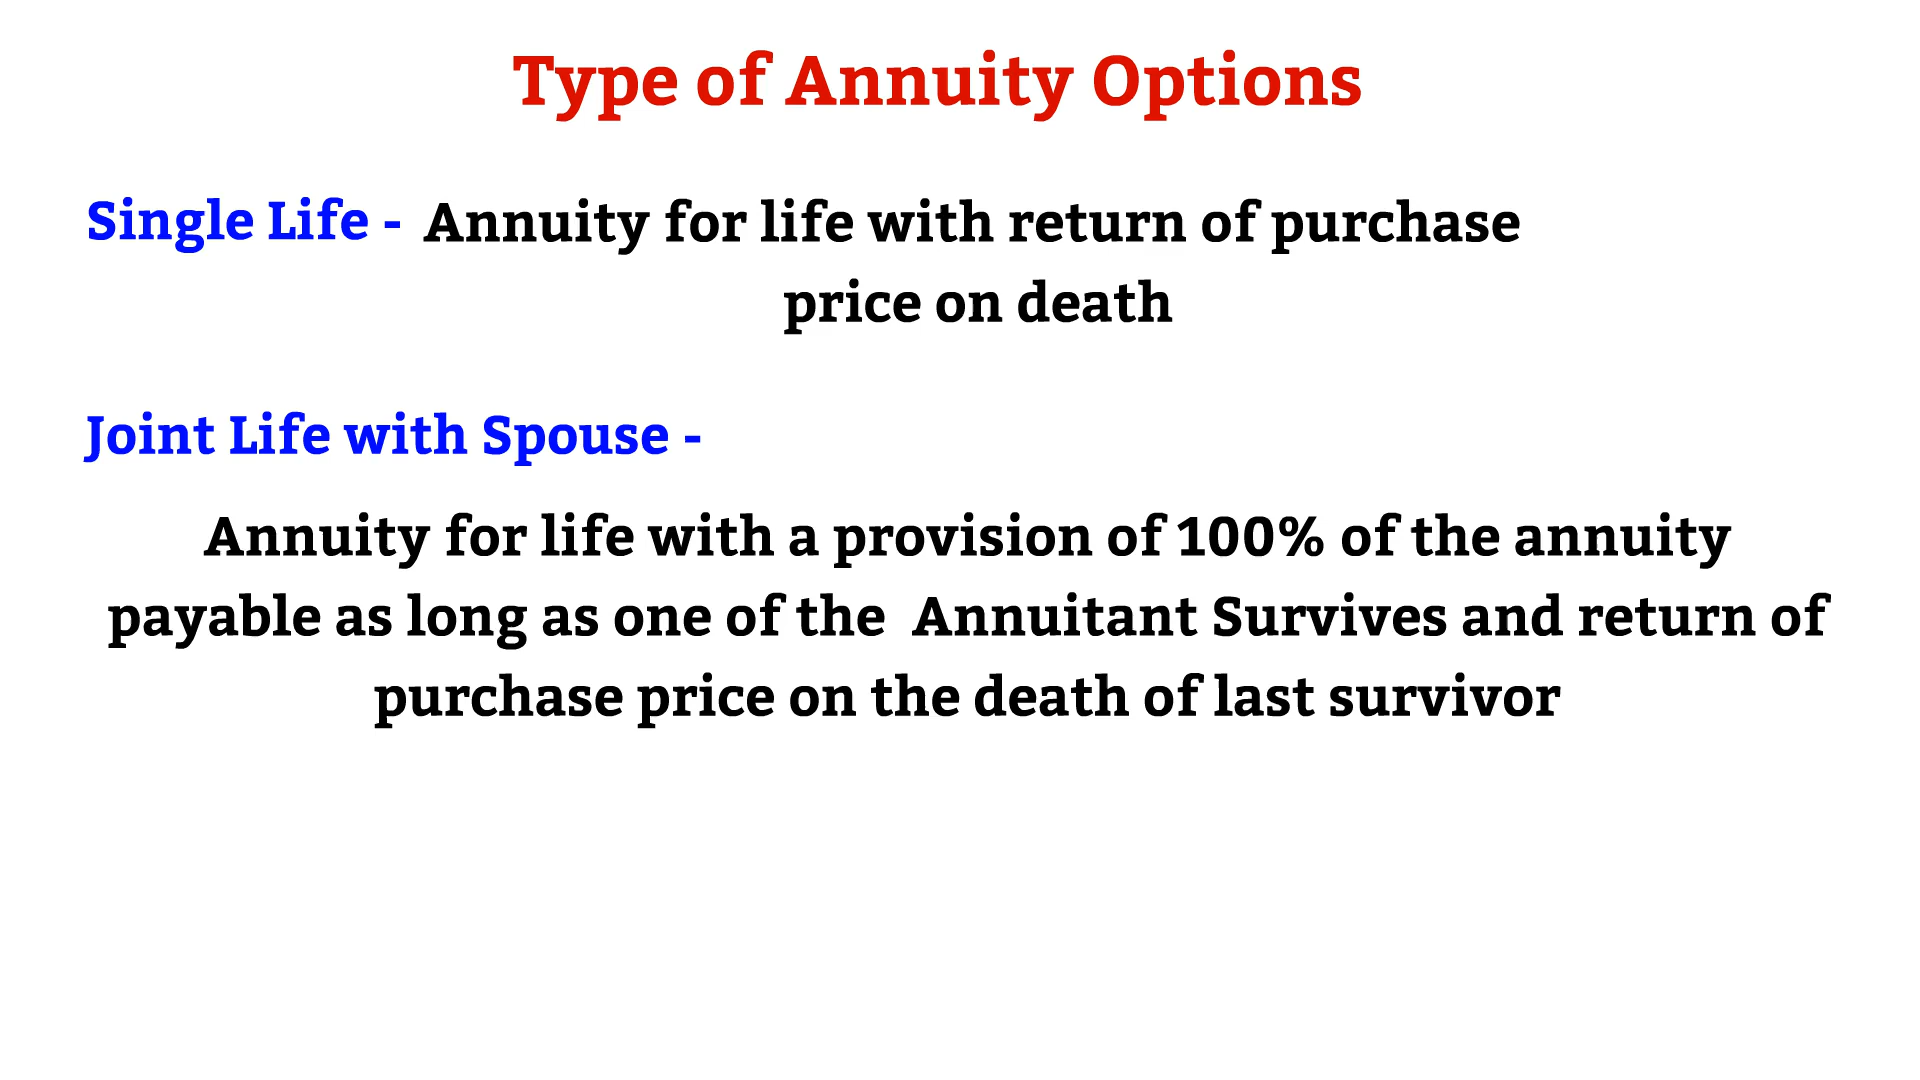 Type of Annuity Options
Single Life - Annuity for life with return of purchase
price on death
Joint Life with Spouse -
Annuity for life with a provision of 100% of the annuity
payable as long as one of the Annuitant Survives and return of
purchase price on the death of last survivor